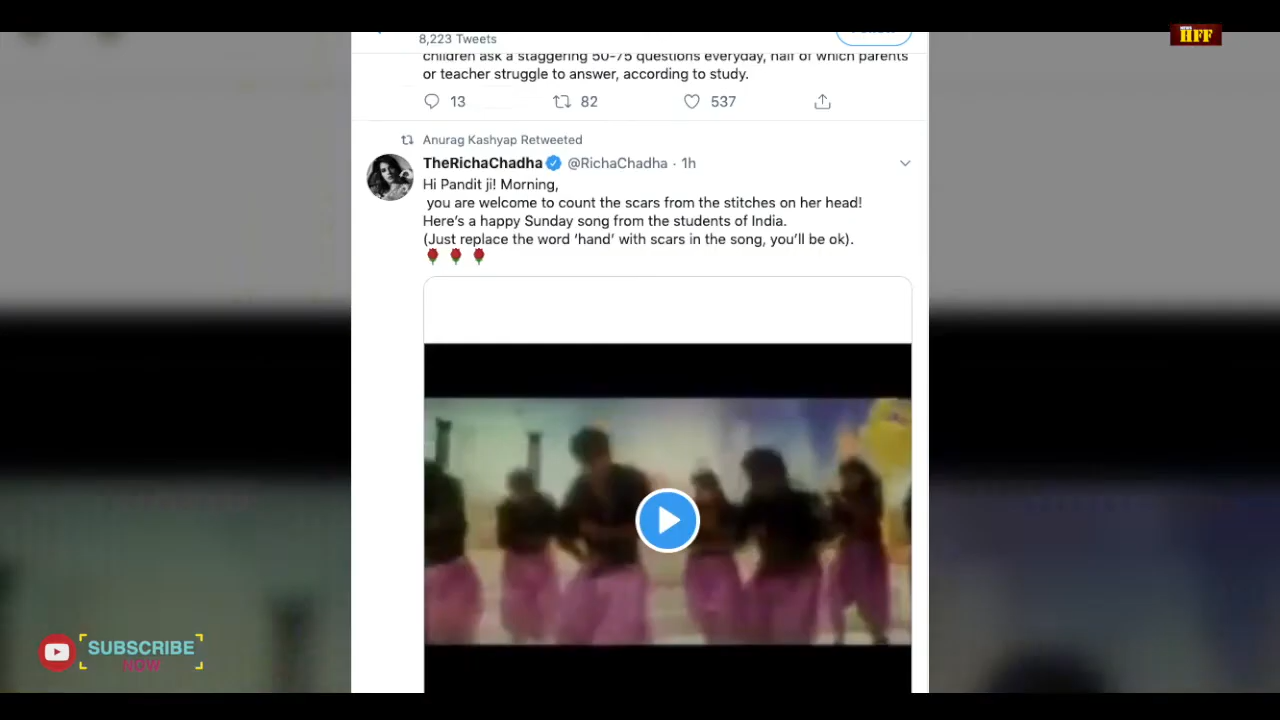 8,223 Tweets
children ask a staggering 50-75 questions everyday, half of which parents
or teacher struggle to answer, according to study.
13 82 537
Anurag Kashyap Retweeted
TheRichaChadha @RichaChadha · 1h
Hi Pandit ji! Morning,
you are welcome to count the scars from the stitches on her head!
Here's a happy Sunday song from the students of India.
(Just replace the word 'hand' with scars in the song, you'll be ok).
HFF
SUBSCRIBE
NOW